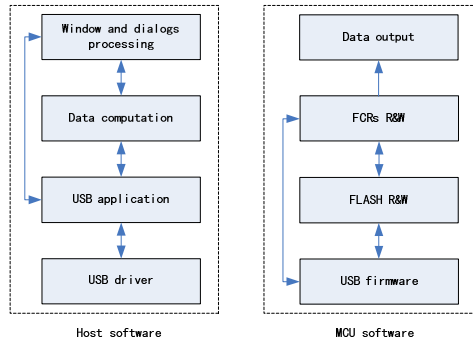 Window and dialogs
processing
Data computation
USB application
USB driver
Host software
Data output
FCRs R&W
FLASH R&W
USB firmware
MCU software